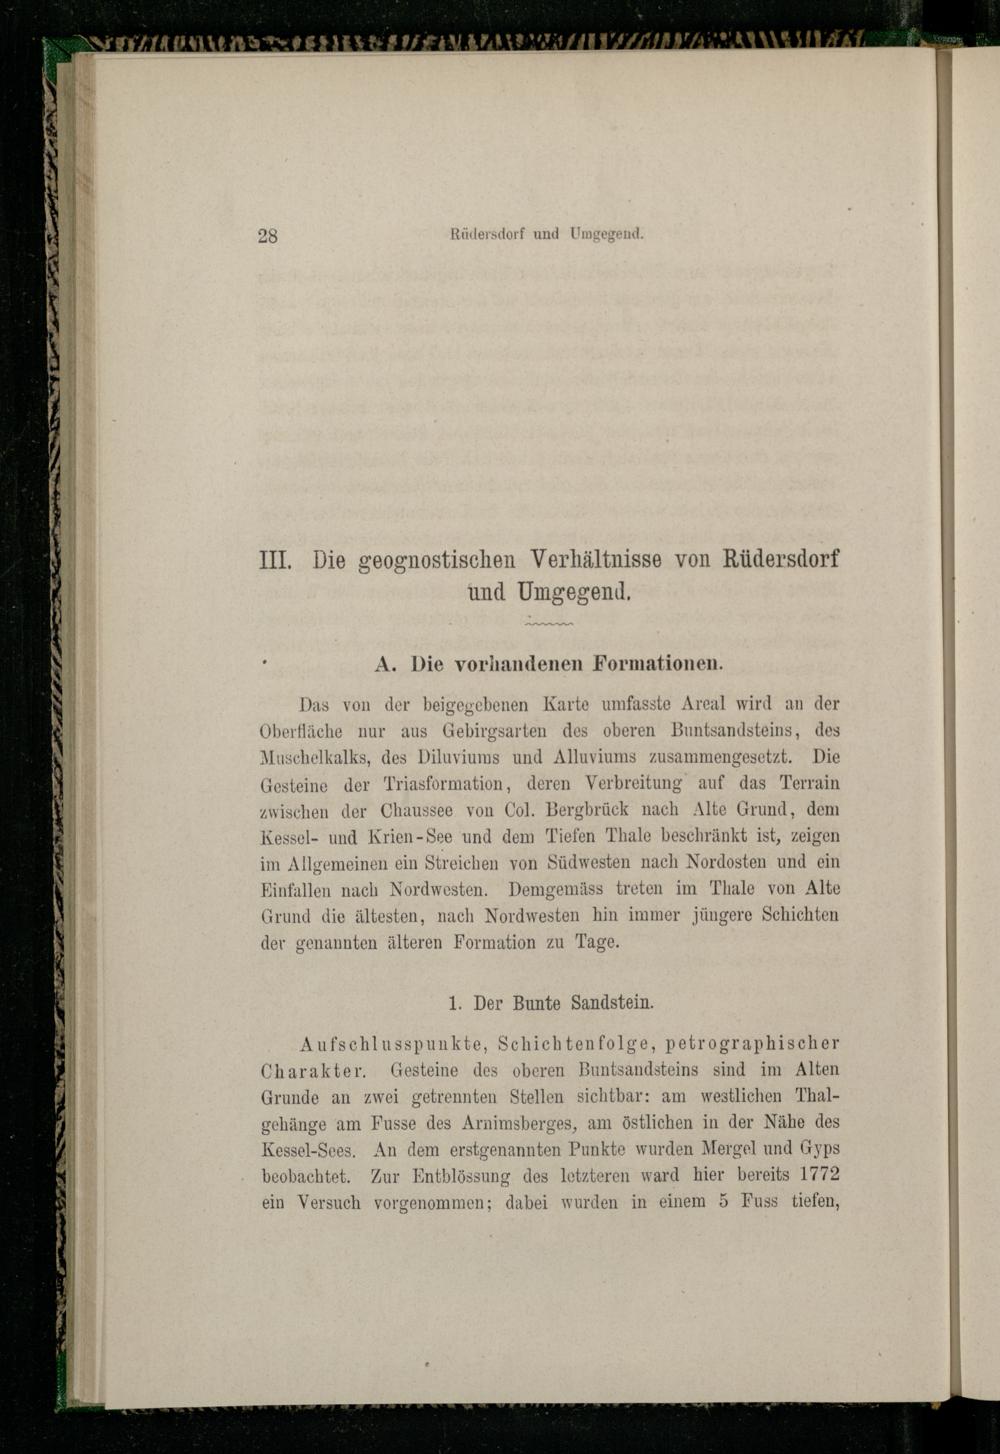 28
Rüdersdorf und Umgegend.
III. Die geognostischen Verhältnisse von Rüdersdorf
und Umgegend.
A. Die vorhandenen Formationen.
Das von der beigegebenen Karte umfasste Areal wird an der
Oberfläche nur aus Gebirgsarten des oberen Buntsandsteins, des
Muschelkalks, des Diluviums und Alluviums zusammengesetzt. Die
Gesteine der Triasformation, deren Verbreitung auf das Terrain
zwischen der Chaussee von Col. Bergbrück nach Alte Grund, dem
Kessel- und Krien-See und dem Tiefen Thale beschränkt ist, zeigen
im Allgemeinen ein Streichen von Südwesten nach Nordosten und ein
Einfallen nach Nordwesten. Demgemäss treten im Thale von Alte
Grund die ältesten, nach Nordwesten hin immer jüngere Schichten
der genannten älteren Formation zu Tage.
1. Der Bunte Sandstein.
Aufschlusspunkte, Schichtenfolge, petrographischer
Charakter. Gesteine des oberen Buntsandsteins sind im Alten
Grunde an zwei getrennten Stellen sichtbar: am westlichen Thal-
gehänge am Fusse des Arnimsberges, am östlichen in der Nähe des
Kessel-Sees. An dem erstgenannten Punkte wurden Mergel und Gyps
beobachtet. Zur Entblössung des letzteren ward hier bereits 1772
ein Versuch vorgenommen; dabei wurden in einem 5 Fuss tiefen,